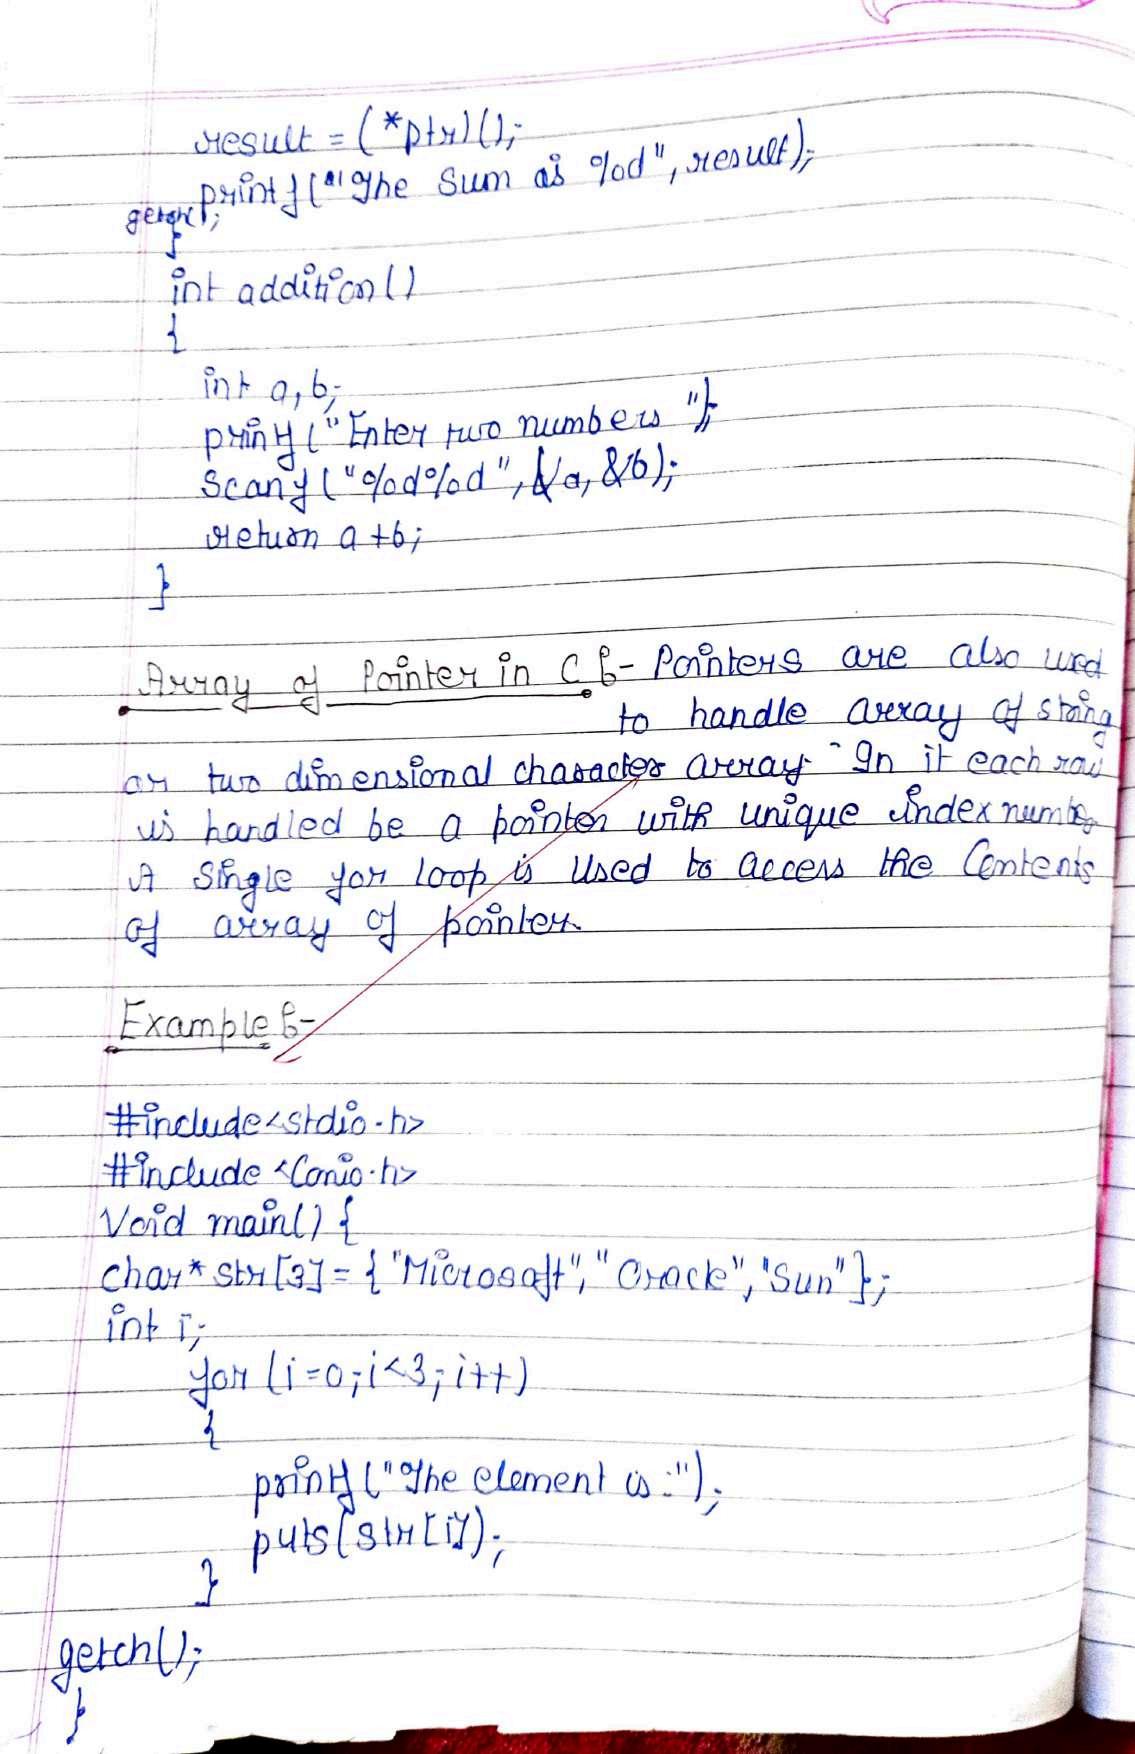 result = (*ptr)();
printf("The Sum is %d", result);
getch();
}
int addition()
{
int a,b;
printf("Enter two numbers");
Scanf("%d%d", &a, &b);
return a+b;
}
Array of Pointer in C :- Pointers are also used
to handle array of string
or two dimensional character array. In it each row
is handled be a pointer with unique index number
A Single for loop is Used to access the Contents
of array of pointer.
Example :-
#include<stdio.h>
#include <Conio.h>
Void main() {
char* str[3] = { "Microsoft", "Orack", "Sun" };
int i;
for (i=0; i<3; i++)
{
printf("The element is :");
puts(str[i]);
}
getch();
}